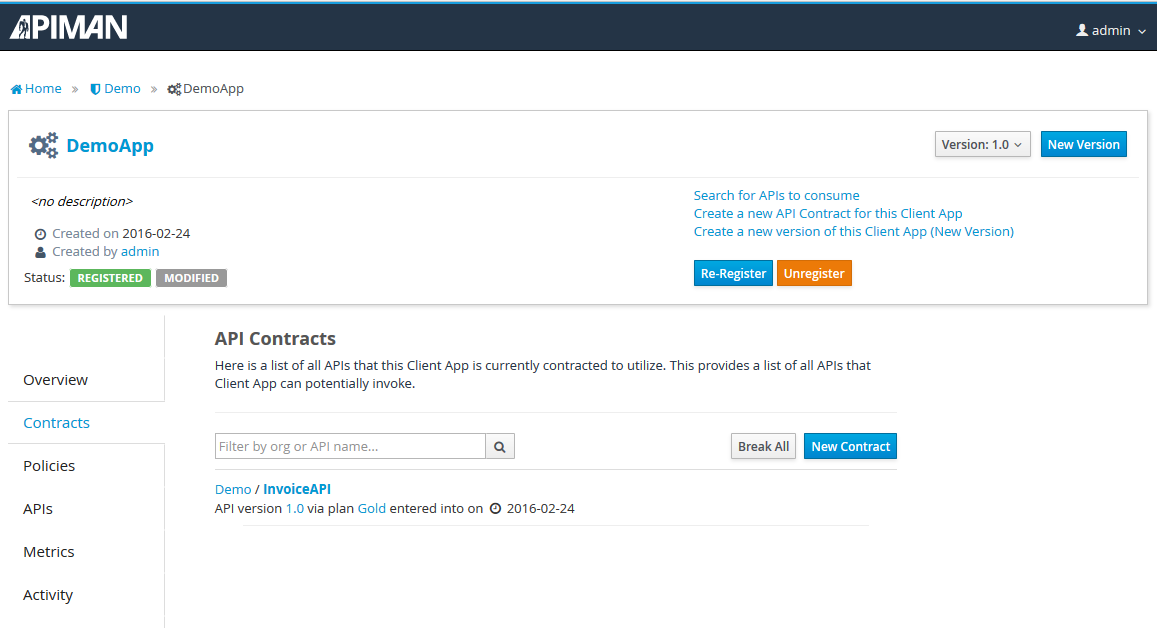 APIMAN
admin
Home » Demo » DemoApp
DemoApp
Version: 1.0
New Version
<no description>
Created on 2016-02-24
Created by admin
Status: REGISTERED MODIFIED
Search for APIs to consume
Create a new API Contract for this Client App
Create a new version of this Client App (New Version)
Re-Register
Unregister
Overview
Contracts
Policies
APIs
Metrics
Activity
API Contracts
Here is a list of all APIs that this Client App is currently contracted to utilize. This provides a list of all APIs that
Client App can potentially invoke.
Filter by org or API name...
Break All
New Contract
Demo / InvoiceAPI
API version 1.0 via plan Gold entered into on 2016-02-24